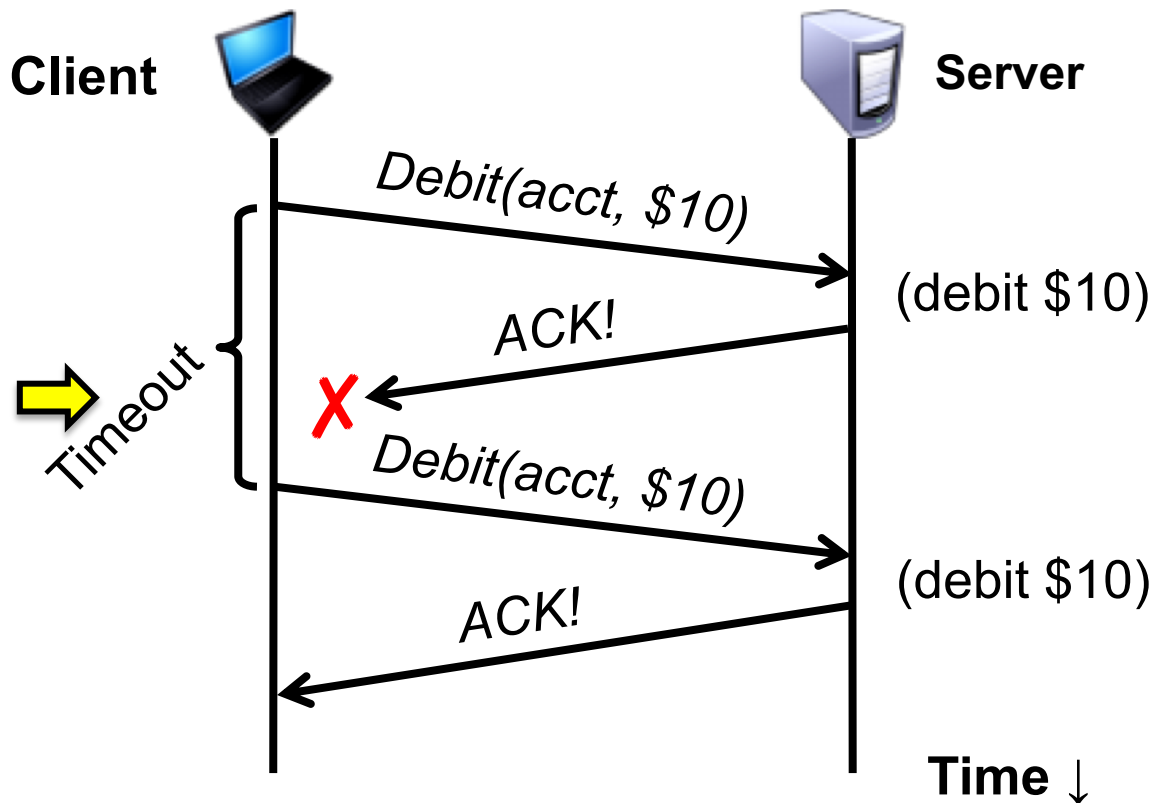 Client
Server
Debit(acct, $10)
(debit $10)
ACK!
Timeout
Debit(acct, $10)
(debit $10)
ACK!
Time ↓